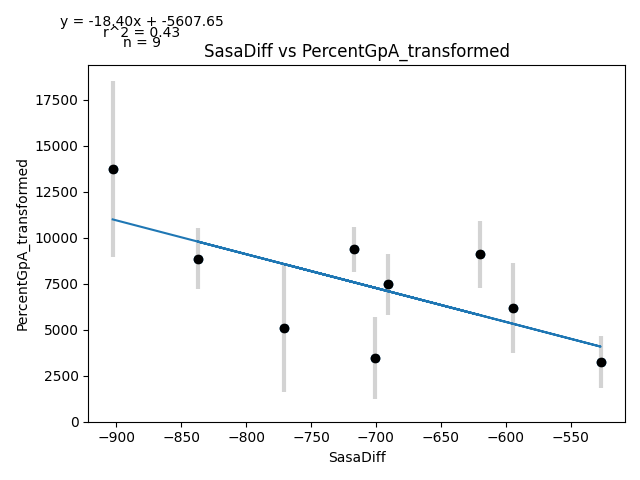 y = -18.40x + -5607.65
r^2 = 0.43
n = 9
SasaDiff vs PercentGpA_transformed
PercentGpA_transformed
17500
15000
12500
10000
7500
5000
2500
0
−900
−850
−800
−750
−700
−650
−600
−550
SasaDiff